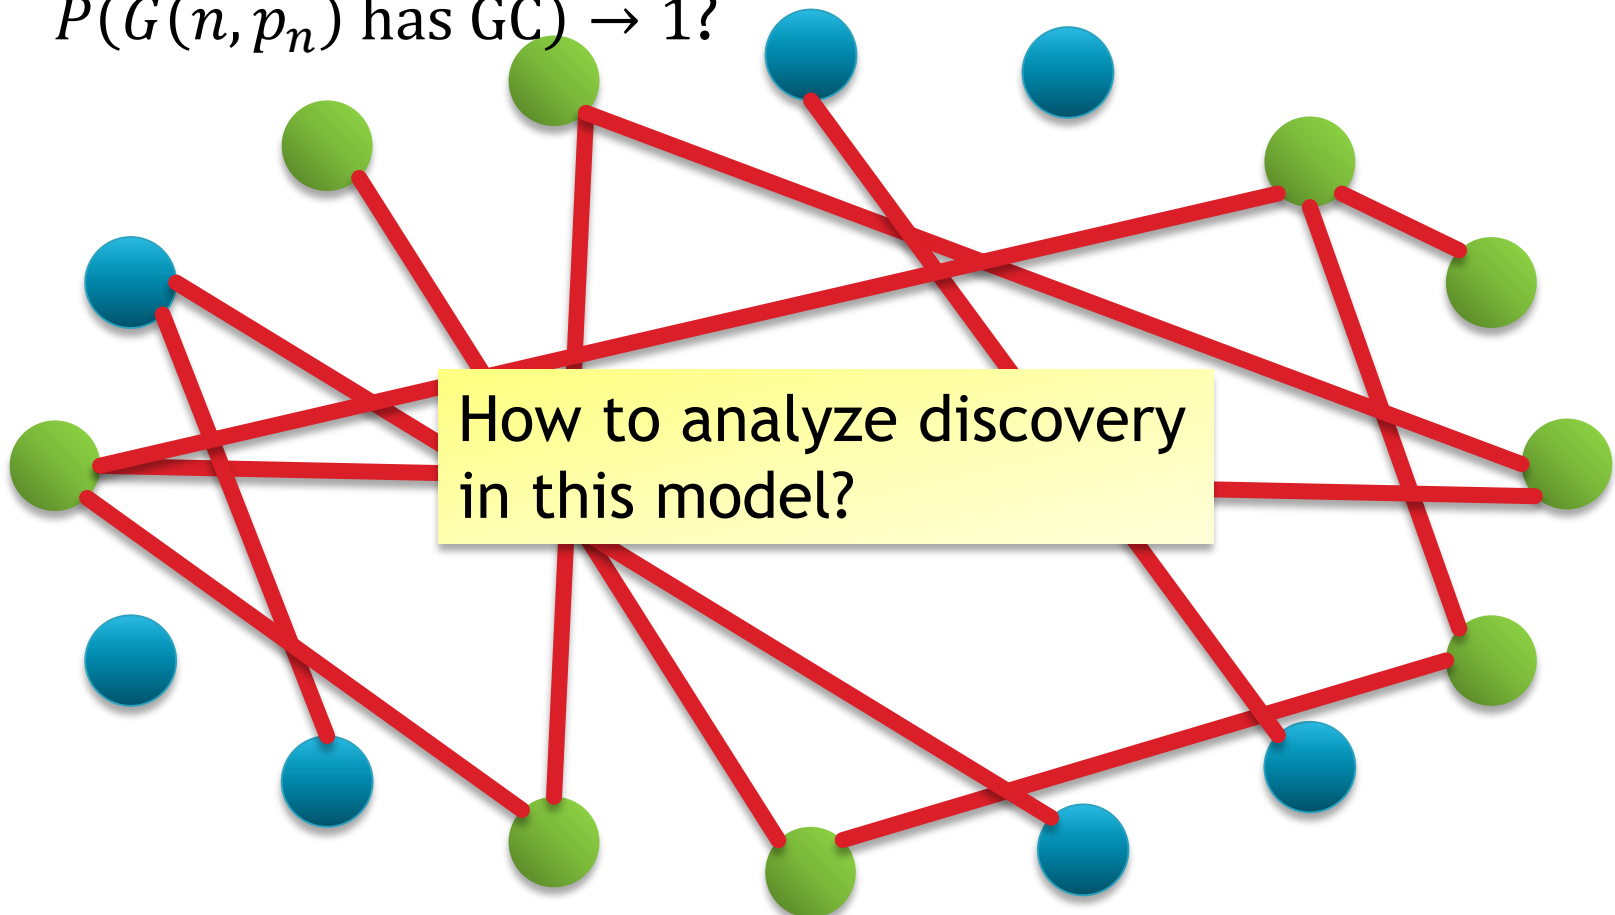 P(G(n, pₙ) has GC) → 1?
How to analyze discovery
in this model?